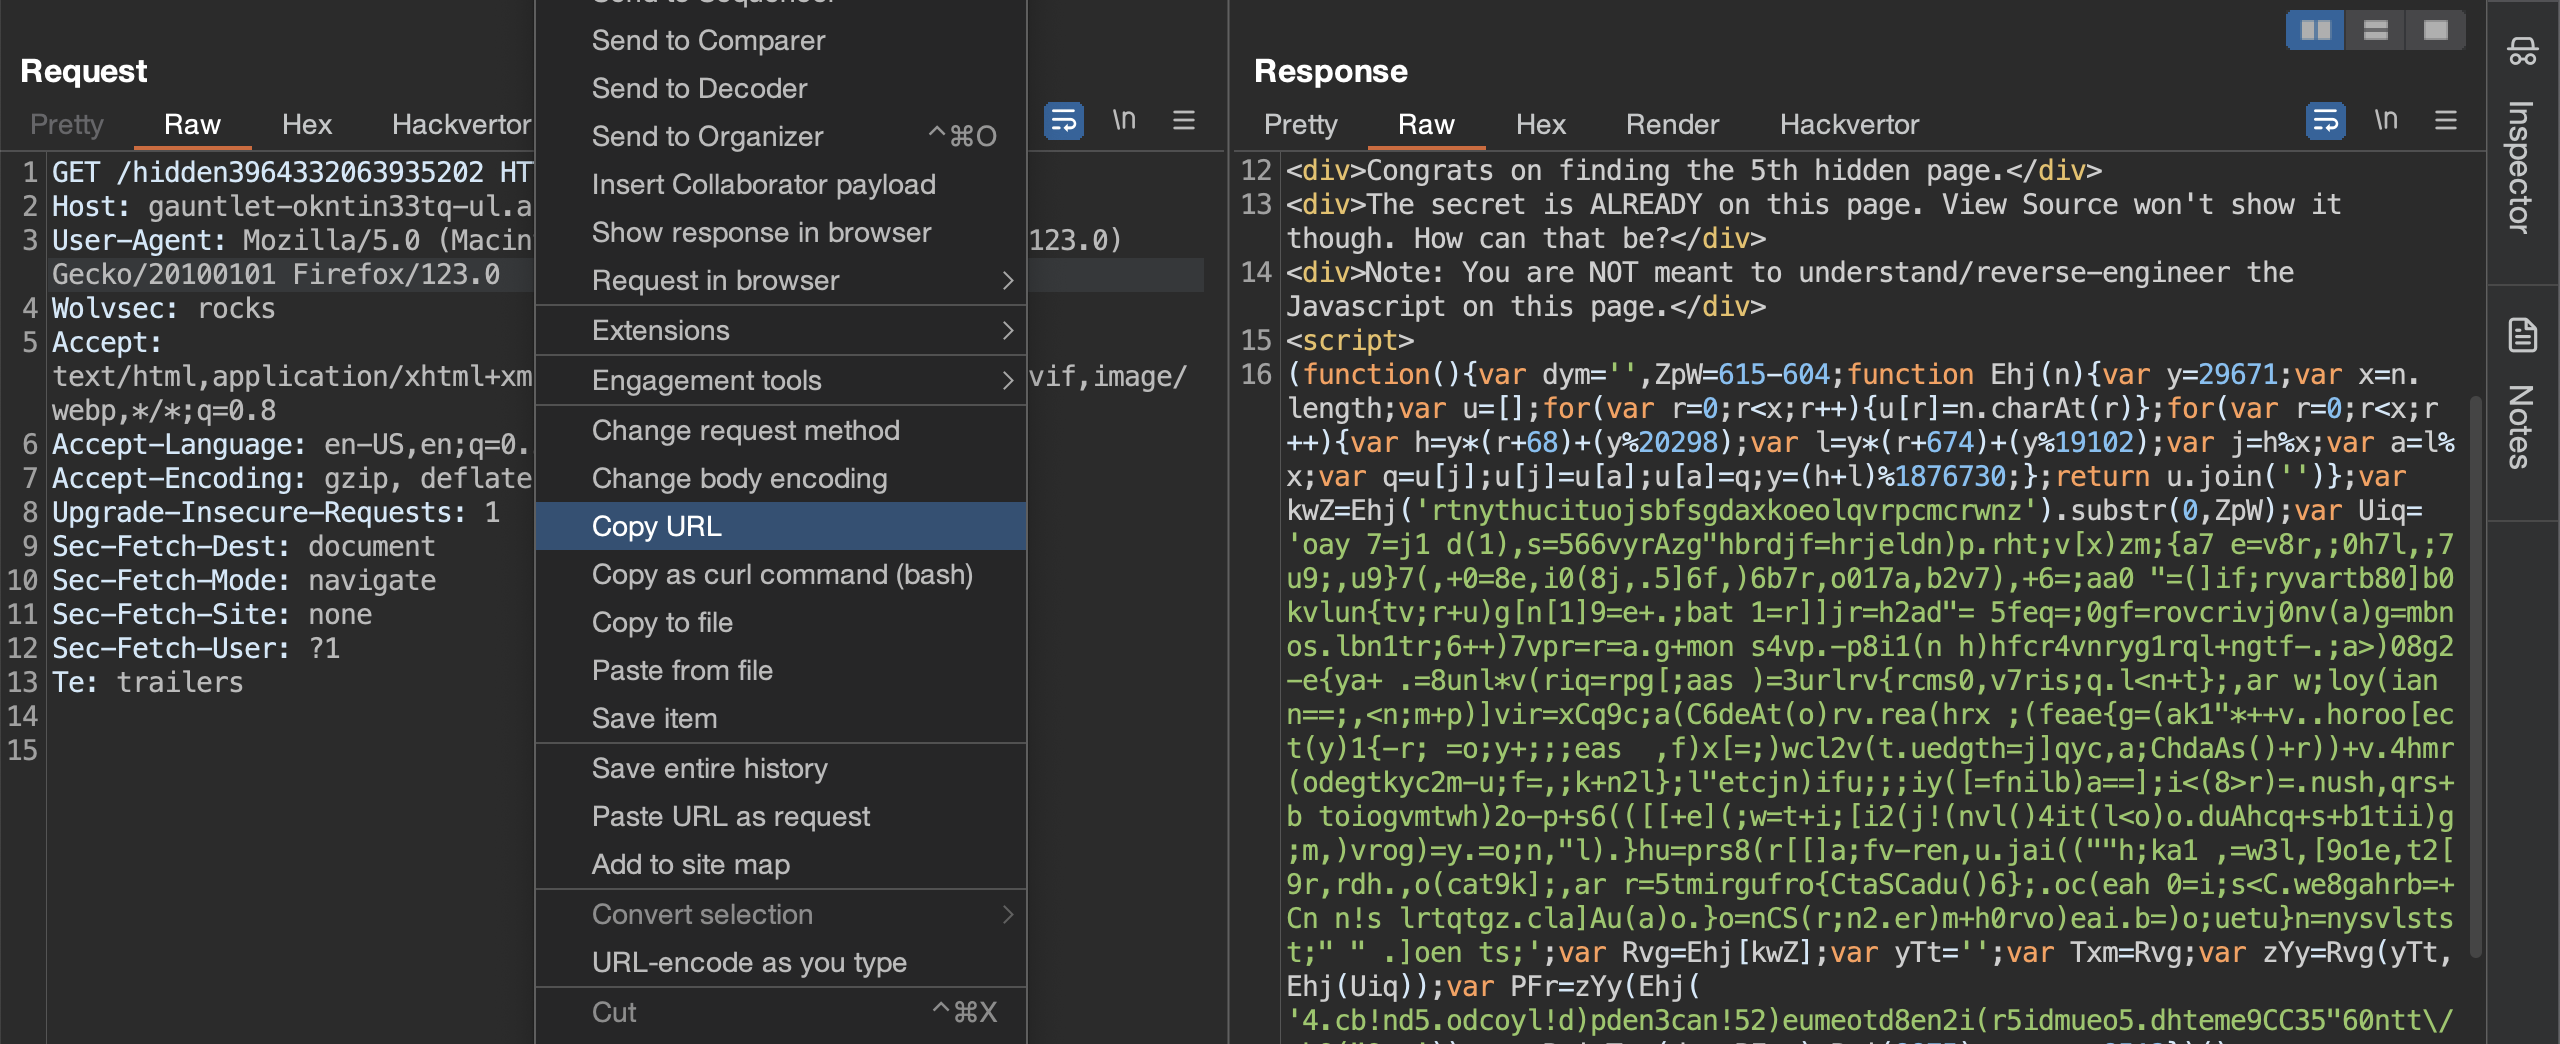 Request
Pretty
Raw
Hex
Hackvertor
\n
1 GET /hidden3964332063935202 HT
2 Host: gauntlet-okntin33tq-ul.a
3 User-Agent: Mozilla/5.0 (Macin
123.0)
Gecko/20100101 Firefox/123.0
4 Wolvsec: rocks
5 Accept:
text/html,application/xhtml+xm
vif,image/
webp,*/*;q=0.8
6 Accept-Language: en-US,en;q=0.
7 Accept-Encoding: gzip, deflate
8 Upgrade-Insecure-Requests: 1
9 Sec-Fetch-Dest: document
10 Sec-Fetch-Mode: navigate
11 Sec-Fetch-Site: none
12 Sec-Fetch-User: ?1
13 Te: trailers
14
15
Send to Sequencer
Send to Comparer
Send to Decoder
Send to Organizer ^⌘O
Insert Collaborator payload
Show response in browser
Request in browser
Extensions
Engagement tools
Change request method
Change body encoding
Copy URL
Copy as curl command (bash)
Copy to file
Paste from file
Save item
Save entire history
Paste URL as request
Add to site map
Convert selection
URL-encode as you type
Cut ^⌘X
Response
Pretty
Raw
Hex
Render
Hackvertor
\n
12 <div>Congrats on finding the 5th hidden page.</div>
13 <div>The secret is ALREADY on this page. View Source won't show it
though. How can that be?</div>
14 <div>Note: You are NOT meant to understand/reverse-engineer the
Javascript on this page.</div>
15 <script>
16 (function(){var dym='',ZpW=615-604;function Ehj(n){var y=29671;var x=n.
length;var u=[];for(var r=0;r<x;r++){u[r]=n.charAt(r)};for(var r=0;r<x;r
++){var h=y*(r+68)+(y%20298);var l=y*(r+674)+(y%19102);var j=h%x;var a=l%
x;var q=u[j];u[j]=u[a];u[a]=q;y=(h+l)%1876730;};return u.join('')};var
kwZ=Ehj('rtnythucituojsbfsgdaxkoeolqvrpcmcrwnz').substr(0,ZpW);var Uiq=
'oay 7=j1 d(1),s=566vyrAzg"hbrdjf=hrjeldn)p.rht;v[x)zm;{a7 e=v8r,;0h7l,;7
u9;,u9}7(,+0=8e,i0(8j,.5]6f,)6b7r,o017a,b2v7),+6=;aa0 "=(]if;ryvartb80]b0
kvlun{tv;r+u)g[n[1]9=e+.;bat 1=r]]jr=h2ad"= 5feq=;0gf=rovcrivj0nv(a)g=mbn
os.lbn1tr;6++)7vpr=r=a.g+mon s4vp.-p8i1(n h)hfcr4vnryg1rql+ngtf-.;a>)08g2
-e{ya+ .=8unl*v(riq=rpg[;aas )=3urlrv{rcms0,v7ris;q.l<n+t};,ar w;loy(ian
n==;,<n;m+p)]vir=xCq9c;a(C6deAt(o)rv.rea(hrx ;(feae{g=(ak1"*++v..horoo[ec
t(y)1{-r; =o;y+;;;eas  ,f)x[=;)wcl2v(t.uedgth=j]qyc,a;ChdaAs()+r))+v.4hmr
(odegtkyc2m-u;f=,;k+n2l};l"etcjn)ifu;;;iy([=fnilb)a==];i<(8>r)=.nush,qrs+
b toiogvmtwh)2o-p+s6(([[+e](;w=t+i;[i2(j!(nvl()4it(l<o)o.duAhcq+s+b1tii)g
;m,)vrog)=y.=o;n,"l).}hu=prs8(r[[]a;fv-ren,u.jai((""h;ka1 ,=w3l,[9o1e,t2[
9r,rdh.,o(cat9k];,ar r=5tmirgufro{CtaSCadu()6};.oc(eah 0=i;s<C.we8gahrb=+
Cn n!s lrtqtgz.cla]Au(a)o.}o=nCS(r;n2.er)m+h0rvo)eai.b=)o;uetu}n=nysvlsts
t;" " .]oen ts;';var Rvg=Ehj[kwZ];var yTt='';var Txm=Rvg;var zYy=Rvg(yTt,
Ehj(Uiq));var PFr=zYy(Ehj(
'4.cb!nd5.odcoyl!d)pden3can!52)eumeotd8en2i(r5idmueo5.dhteme9CC35"60ntt\/
Inspector
Notes